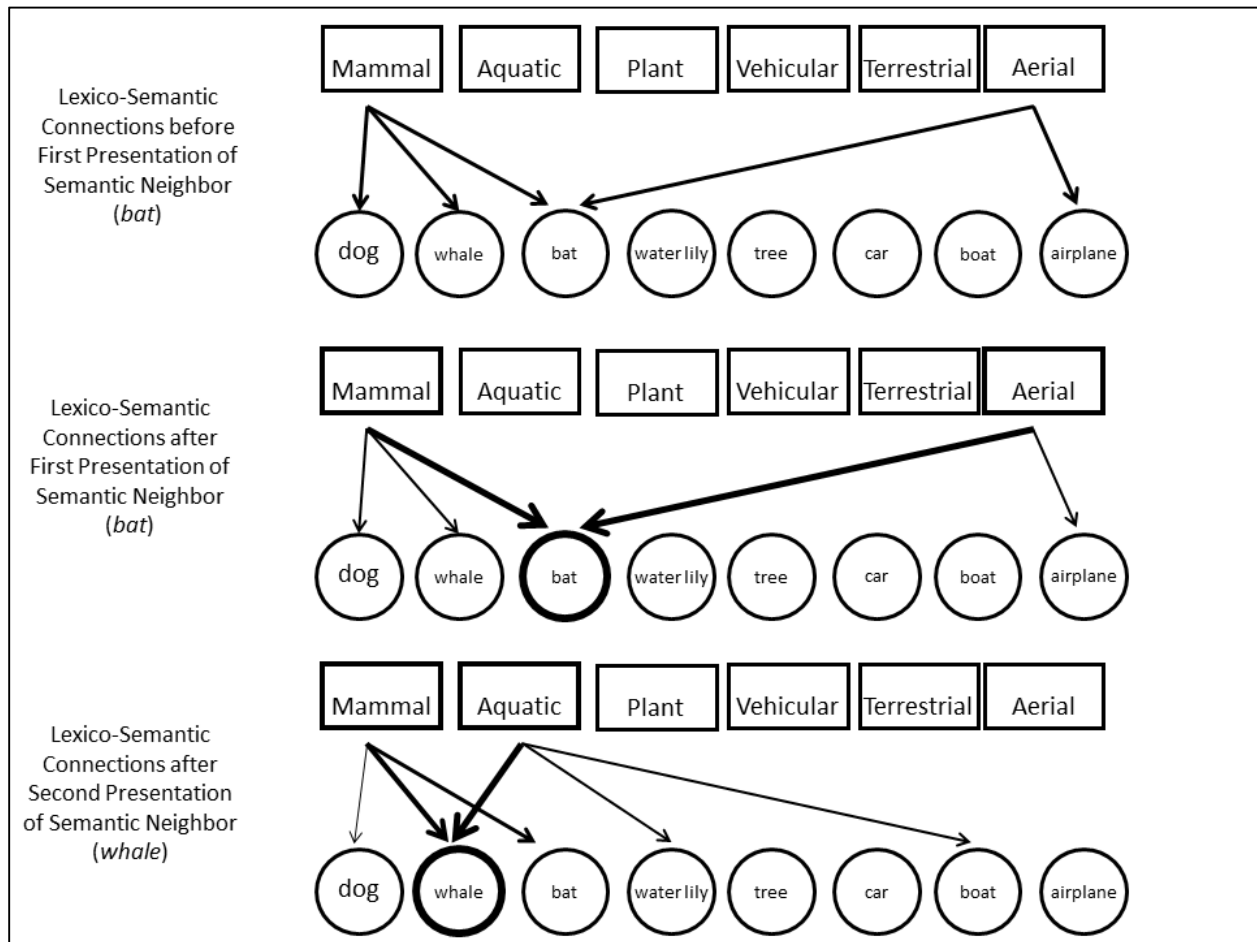 Mammal Aquatic Plant Vehicular Terrestrial Aerial
Lexico-Semantic
Connections before
First Presentation of
Semantic Neighbor
(bat)
dog whale bat water lily tree car boat airplane
Mammal Aquatic Plant Vehicular Terrestrial Aerial
Lexico-Semantic
Connections after
First Presentation of
Semantic Neighbor
(bat)
dog whale bat water lily tree car boat airplane
Mammal Aquatic Plant Vehicular Terrestrial Aerial
Lexico-Semantic
Connections after
Second Presentation
of Semantic Neighbor
(whale)
dog whale bat water lily tree car boat airplane